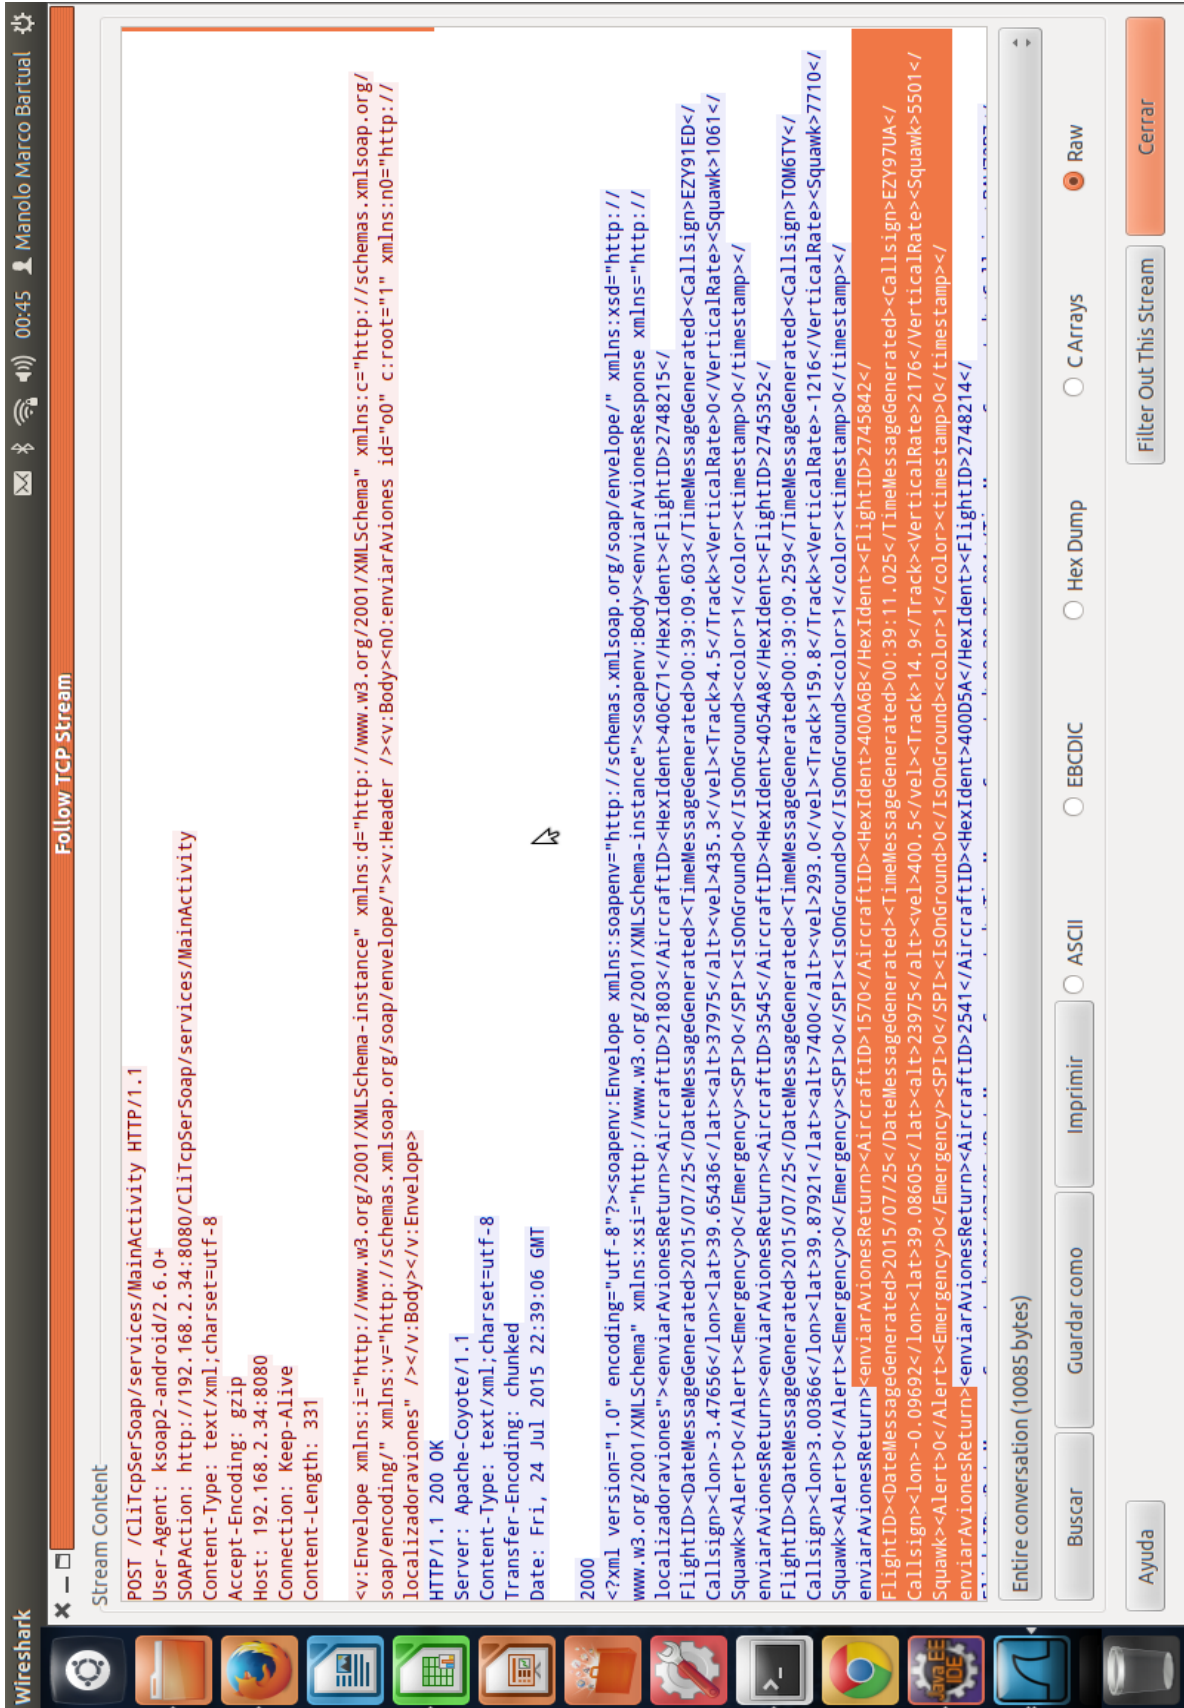 Wireshark
00:45
Manolo Marco Bartual
Follow TCP Stream
Stream Content
POST /CliTcpSerSoap/services/MainActivity HTTP/1.1
User-Agent: ksoap2-android/2.6.0+
SOAPAction: http://192.168.2.34:8080/CliTcpSerSoap/services/MainActivity
Content-Type: text/xml;charset=utf-8
Accept-Encoding: gzip
Host: 192.168.2.34:8080
Connection: Keep-Alive
Content-Length: 331
<v:Envelope xmlns:i="http://www.w3.org/2001/XMLSchema-instance" xmlns:d="http://www.w3.org/2001/XMLSchema" xmlns:c="http://schemas.xmlsoap.org/
soap/encoding/" xmlns:v="http://schemas.xmlsoap.org/soap/envelope/"><v:Header /><v:Body><n0:enviarAviones id="o0" c:root="1" xmlns:n0="http://
localizadoraviones" /></v:Body></v:Envelope>
HTTP/1.1 200 OK
Server: Apache-Coyote/1.1
Content-Type: text/xml;charset=utf-8
Transfer-Encoding: chunked
Date: Fri, 24 Jul 2015 22:39:06 GMT
2000
<?xml version="1.0" encoding="utf-8"?><soapenv:Envelope xmlns:soapenv="http://schemas.xmlsoap.org/soap/envelope/" xmlns:xsd="http://
www.w3.org/2001/XMLSchema" xmlns:xsi="http://www.w3.org/2001/XMLSchema-instance"><soapenv:Body><enviarAvionesResponse xmlns="http://
localizadoraviones"><enviarAvionesReturn><AircraftID>21803</AircraftID><HexIdent>406C71</HexIdent><FlightID>2748215</
FlightID><DateMessageGenerated>2015/07/25</DateMessageGenerated><TimeMessageGenerated>00:39:09.603</TimeMessageGenerated><Callsign>EZY91ED</
Callsign><lon>-3.47656</lon><lat>39.65436</lat><alt>37975</alt><vel>435.3</vel><Track>4.5</Track><VerticalRate>0</VerticalRate><Squawk>1061</
Squawk><Alert>0</Alert><Emergency>0</Emergency><SPI>0</SPI><IsOnGround>0</IsOnGround><color>1</color><timestamp>0</timestamp></
enviarAvionesReturn><enviarAvionesReturn><AircraftID>3545</AircraftID><HexIdent>4054A8</HexIdent><FlightID>2745352</
FlightID><DateMessageGenerated>2015/07/25</DateMessageGenerated><TimeMessageGenerated>00:39:09.259</TimeMessageGenerated><Callsign>TOM6TY</
Callsign><lon>3.00366</lon><lat>39.87921</lat><alt>7400</alt><vel>293.0</vel><Track>159.8</Track><VerticalRate>-1216</VerticalRate><Squawk>7710</
Squawk><Alert>0</Alert><Emergency>0</Emergency><SPI>0</SPI><IsOnGround>0</IsOnGround><color>1</color><timestamp>0</timestamp></
enviarAvionesReturn><enviarAvionesReturn><AircraftID>1570</AircraftID><HexIdent>400A6B</HexIdent><FlightID>2745842</
FlightID><DateMessageGenerated>2015/07/25</DateMessageGenerated><TimeMessageGenerated>00:39:11.025</TimeMessageGenerated><Callsign>EZY97UA</
Callsign><lon>-0.09692</lon><lat>39.08605</lat><alt>23975</alt><vel>400.5</vel><Track>14.9</Track><VerticalRate>2176</VerticalRate><Squawk>5501</
Squawk><Alert>0</Alert><Emergency>0</Emergency><SPI>0</SPI><IsOnGround>0</IsOnGround><color>1</color><timestamp>0</timestamp></
enviarAvionesReturn><enviarAvionesReturn><AircraftID>2541</AircraftID><HexIdent>400D5A</HexIdent><FlightID>2748214</
Entire conversation (10085 bytes)
Buscar
Guardar como
Imprimir
ASCII
EBCDIC
Hex Dump
C Arrays
Raw
Ayuda
Filter Out This Stream
Cerrar
Java EE
IDE